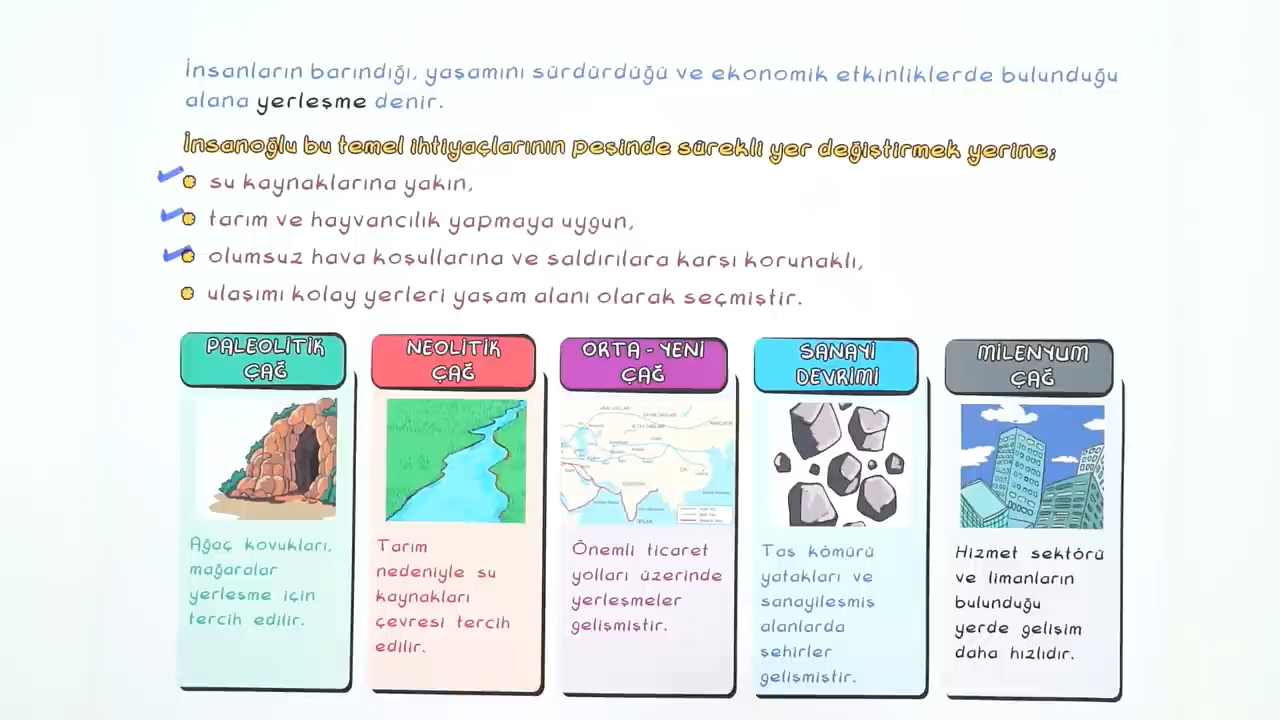 İnsanların barındığı, yaşamını sürdürdüğü ve ekonomik etkinliklerde bulunduğu
alana yerleşme denir.
İnsanoğlu bu temel ihtiyaçlarının peşinde sürekli yer değiştirmek yerine;
su kaynaklarına yakın,
tarım ve hayvancılık yapmaya uygun,
olumsuz hava koşullarına ve saldırılara karşı korunaklı,
ulaşımı kolay yerleri yaşam alanı olarak seçmiştir.
PALEOLİTİK
ÇAĞ
Ağaç kovukları,
mağaralar
yerleşme için
tercih edilir.
NEOLİTİK
ÇAĞ
Tarım
nedeniyle su
kaynakları
çevresi tercih
edilir.
ORTA - YENİ
ÇAĞ
Önemli ticaret
yolları üzerinde
yerleşmeler
gelişmiştir.
SANAYİ
DEVRİMİ
Taş kömürü
yatakları ve
sanayileşmiş
alanlarda
şehirler
gelişmiştir.
MİLENYUM
ÇAĞ
Hizmet sektörü
ve limanların
bulunduğu
yerde gelişim
daha hızlıdır.